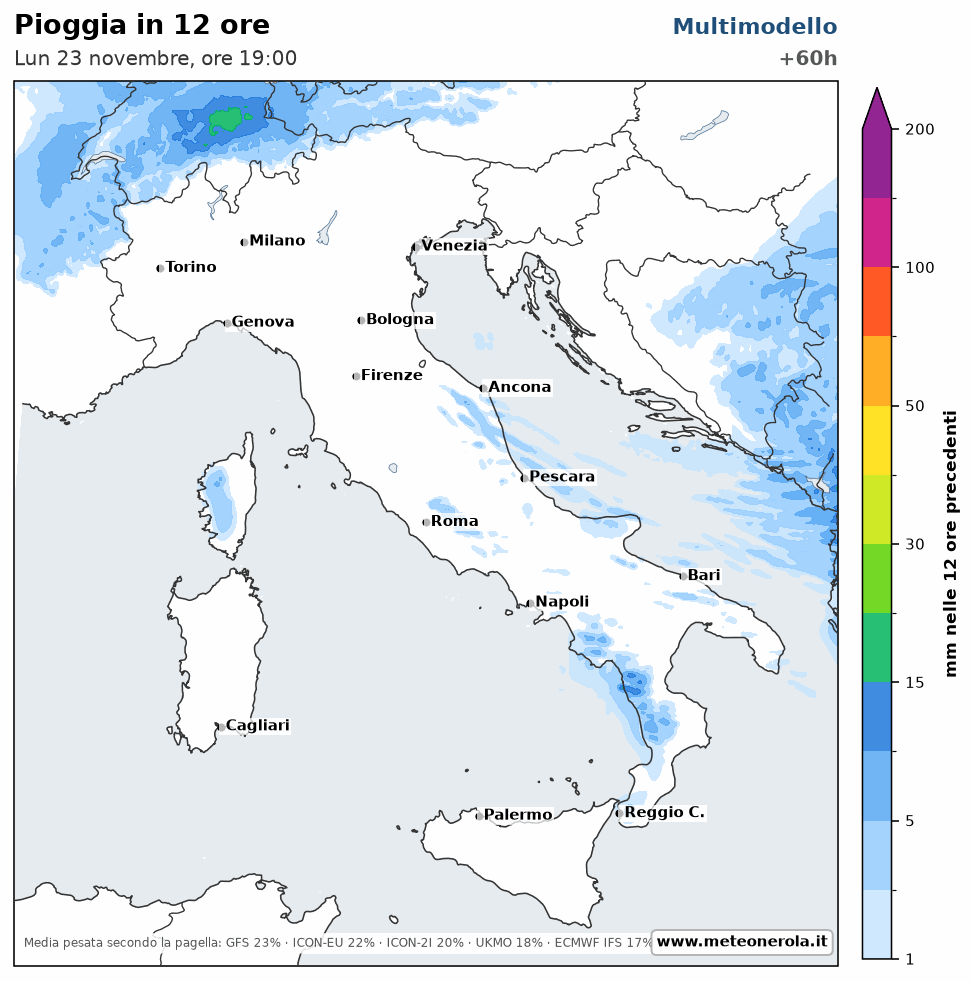 Pioggia in 12 ore
Multimodello
Lun 23 novembre, ore 19:00
+60h
200
100
50
30
15
5
1
mm nelle 12 ore precedenti
Milano
Venezia
Torino
Genova
Bologna
Firenze
Ancona
Pescara
Roma
Bari
Napoli
Cagliari
Palermo
Reggio C.
Media pesata secondo la pagella: GFS 23% · ICON-EU 22% · ICON-2I 20% · UKMO 18% · ECMWF IFS 17%
www.meteonerola.it